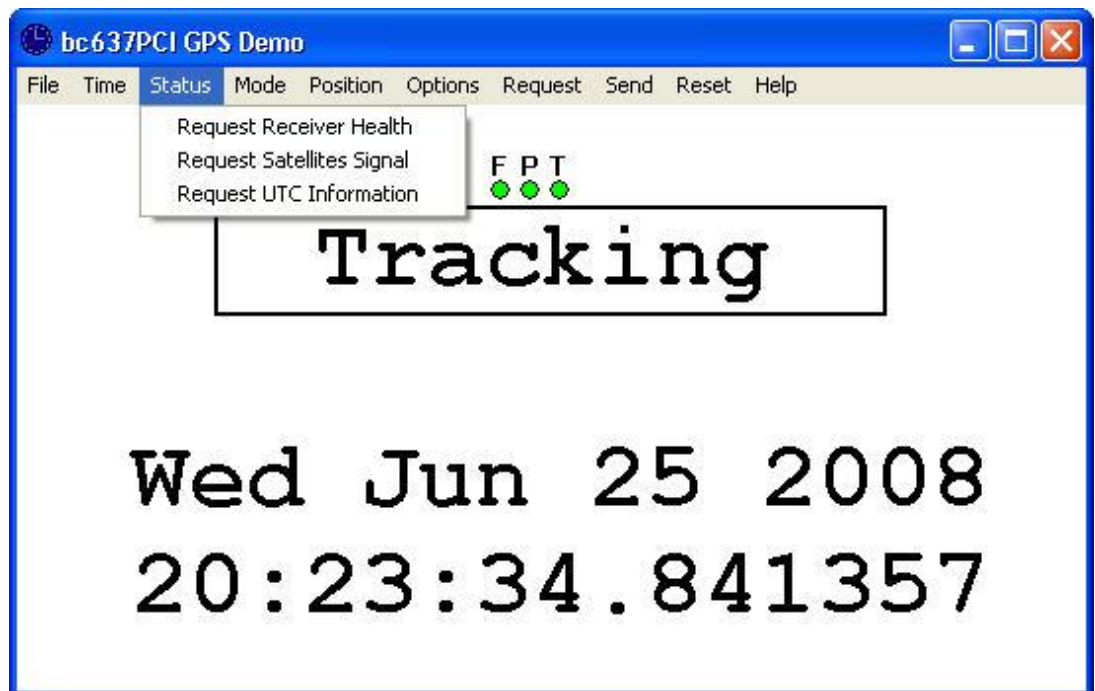 bc637PCI GPS Demo
File Time Status Mode Position Options Request Send Reset Help
Request Receiver Health
Request Satellites Signal
Request UTC Information
F P T
Tracking
Wed Jun 25 2008
20:23:34.841357